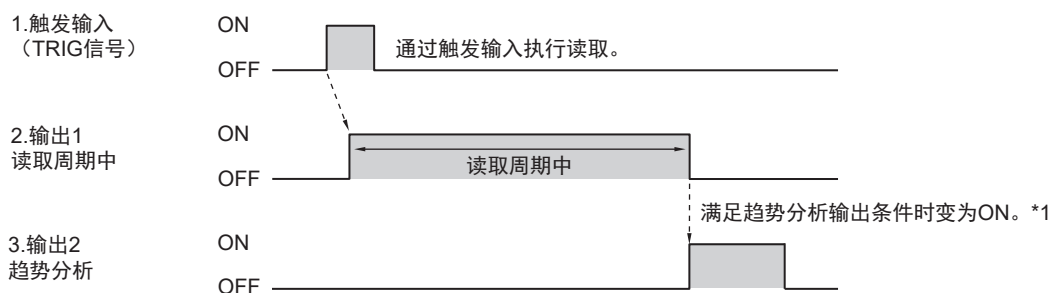 1.触发输入
（TRIG信号）
ON
OFF
通过触发输入执行读取。
2.输出1
读取周期中
ON
OFF
读取周期中
满足趋势分析输出条件时变为ON。*1
3.输出2
趋势分析
ON
OFF